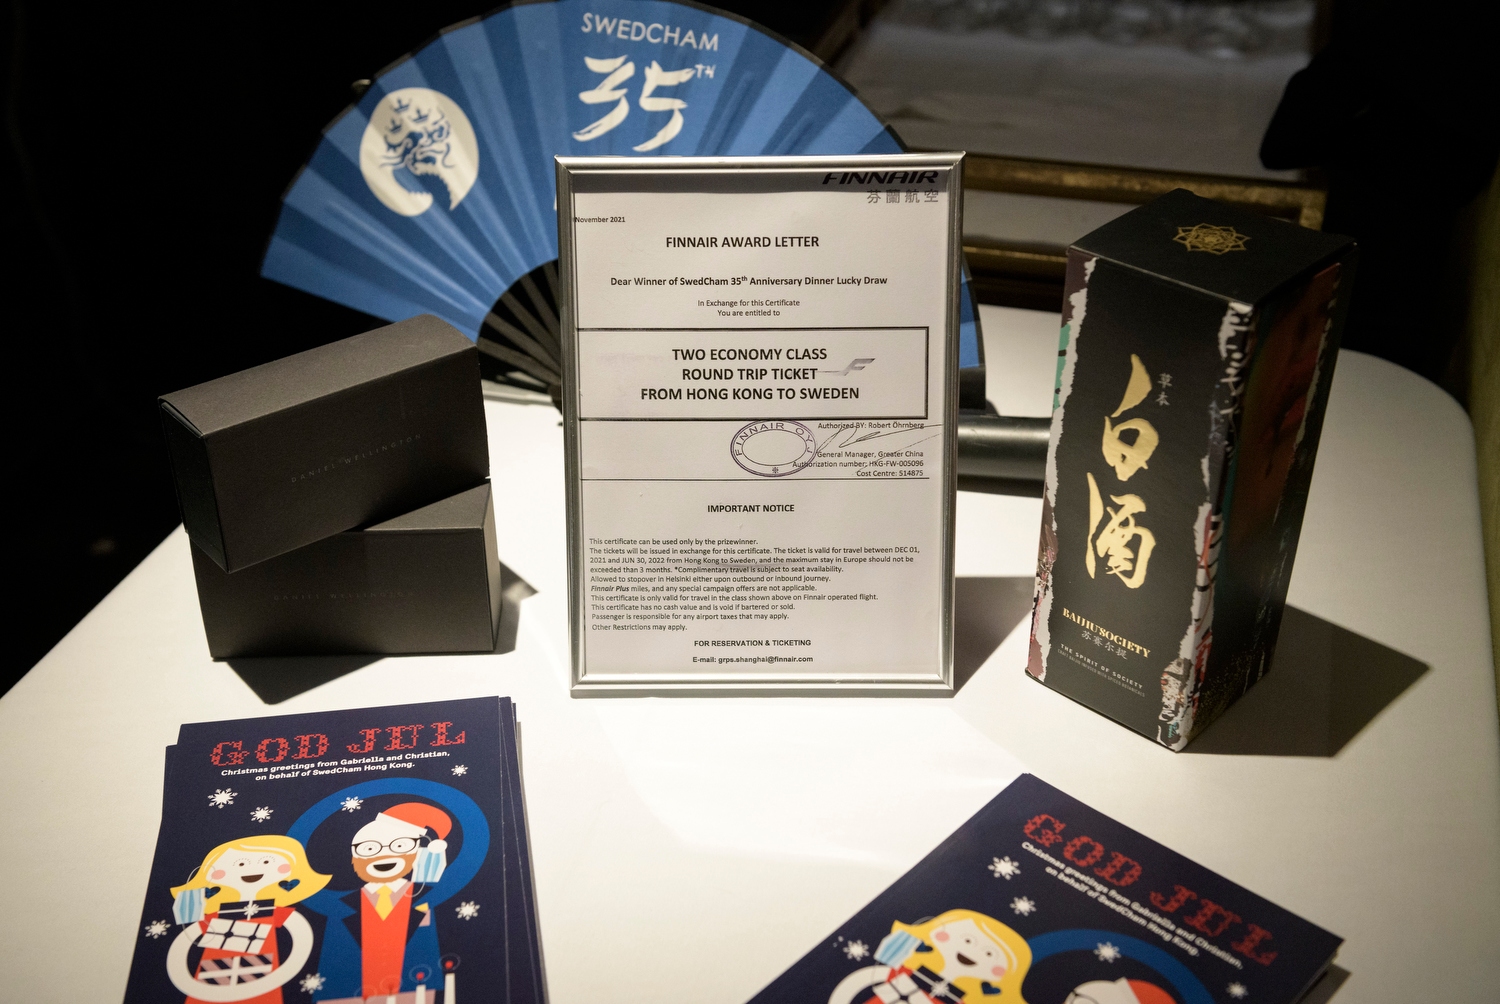 SWEDCHAM
35TH
FINNAIR
芬蘭航空
November 2021
FINNAIR AWARD LETTER
Dear Winner of SwedCham 35th Anniversary Dinner Lucky Draw
In Exchange for this Certificate
You are entitled to
TWO ECONOMY CLASS
ROUND TRIP TICKET
FROM HONG KONG TO SWEDEN
FINNAIR OYJ
Authorized BY: Robert Öhrnberg
General Manager, Greater China
Authorization number: HKG-FW-005096
Cost Centre: 514875
IMPORTANT NOTICE
This certificate can be used only by the prizewinner.
The tickets will be issued in exchange for this certificate. The ticket is valid for travel between DEC 01,
2021 and JUN 30, 2022 from Hong Kong to Sweden, and the maximum stay in Europe should not be
exceeded than 3 months. *Complimentary travel is subject to seat availability.
Allowed to stopover in Helsinki either upon outbound or inbound journey.
Finnair Plus miles, and any special campaign offers are not applicable.
This certificate is only valid for travel in the class shown above on Finnair operated flight.
This certificate has no cash value and is void if bartered or sold.
Passenger is responsible for any airport taxes that may apply.
Other Restrictions may apply.
FOR RESERVATION & TICKETING
E-mail: grps.shanghai@finnair.com
DANIEL WELLINGTON
DANIEL WELLINGTON
草本
白酒
BAIJIU SOCIETY
苏赛尔提
THE SPIRIT OF SOCIETY
GOD JUL
Christmas greetings from Gabriella and Christian,
on behalf of SwedCham Hong Kong.
GOD JUL
Christmas greetings from Gabriella and Christian,
on behalf of SwedCham Hong Kong.